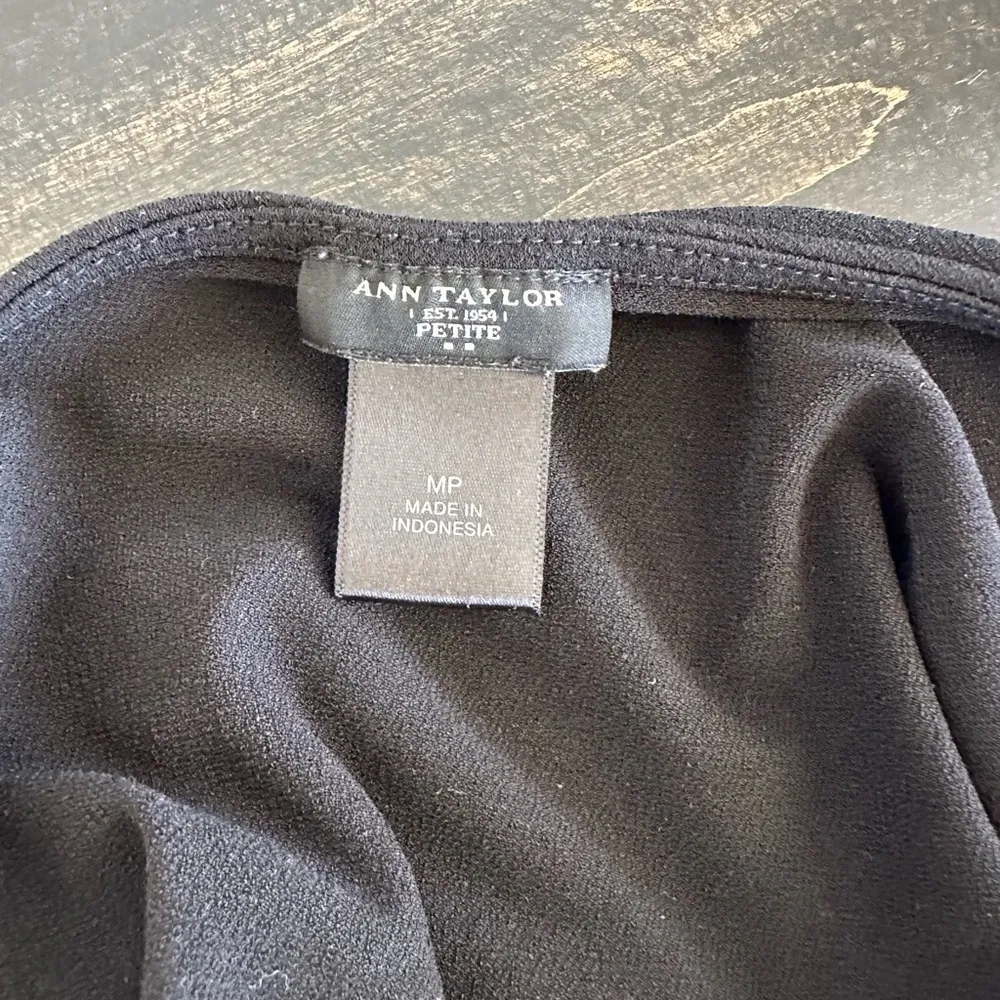 ANN TAYLOR
EST. 1954
PETITE
MP
MADE IN
INDONESIA